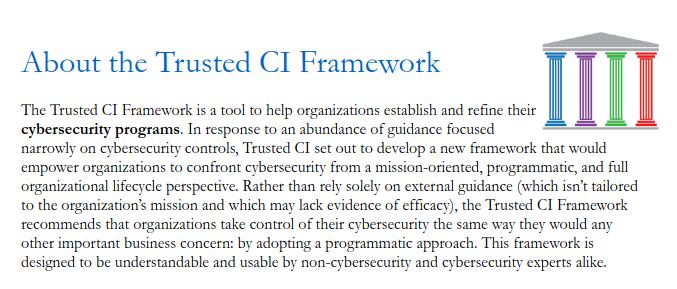 About the Trusted CI Framework
The Trusted CI Framework is a tool to help organizations establish and refine their
cybersecurity programs. In response to an abundance of guidance focused
narrowly on cybersecurity controls, Trusted CI set out to develop a new framework that would
empower organizations to confront cybersecurity from a mission-oriented, programmatic, and full
organizational lifecycle perspective. Rather than rely solely on external guidance (which isn’t tailored
to the organization’s mission and which may lack evidence of efficacy), the Trusted CI Framework
recommends that organizations take control of their cybersecurity the same way they would any
other important business concern: by adopting a programmatic approach. This framework is
designed to be understandable and usable by non-cybersecurity and cybersecurity experts alike.